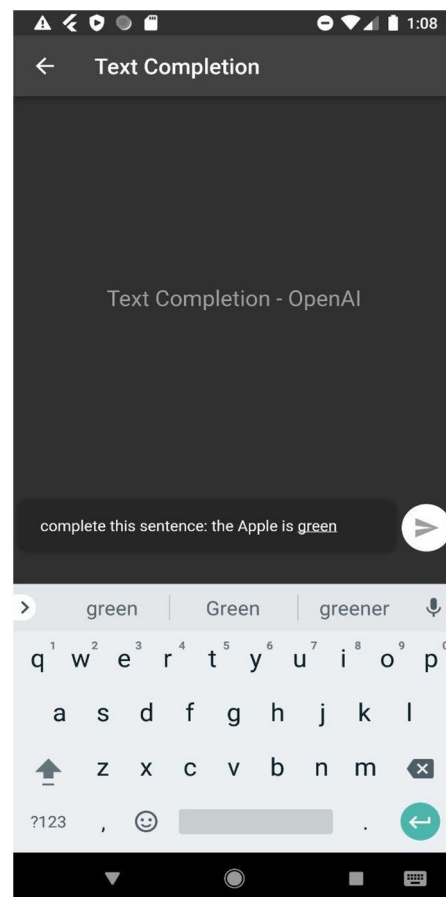 1:08
Text Completion
Text Completion - OpenAI
complete this sentence: the Apple is green
green Green greener
q 1 w 2 e 3 r 4 t 5 y 6 u 7 i 8 o 9 p 0
a s d f g h j k l
z x c v b n m
?123 , .